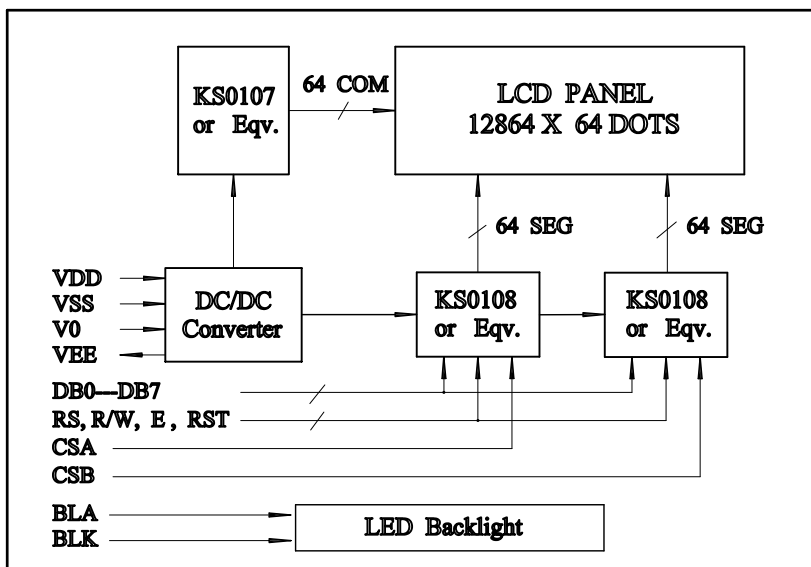 KS0107
or Eqv.
64 COM
LCD PANEL
12864 X 64 DOTS
64 SEG
64 SEG
VDD
VSS
V0
VEE
DC/DC
Converter
KS0108
or Eqv.
KS0108
or Eqv.
DB0---DB7
RS, R/W, E , RST
CSA
CSB
BLA
BLK
LED Backlight